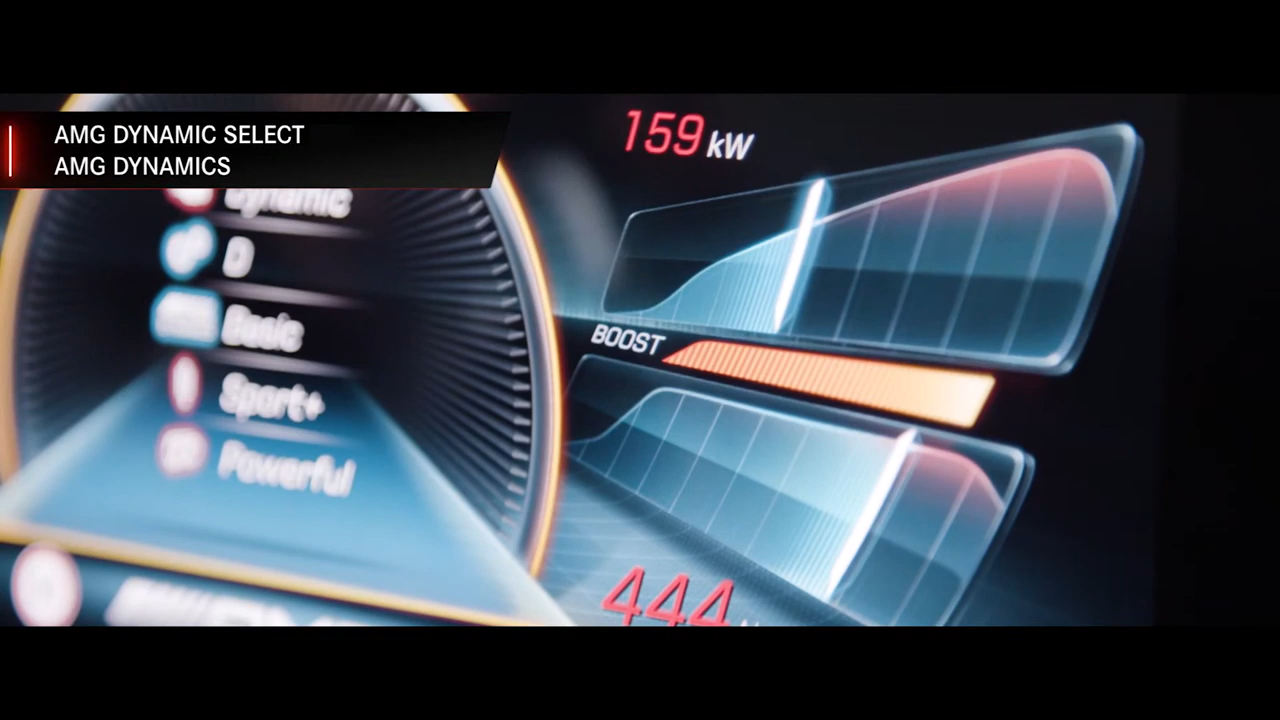 AMG DYNAMIC SELECT
AMG DYNAMICS
159 kW
Dynamic
D
Basic
BOOST
Sport+
Powerful
444